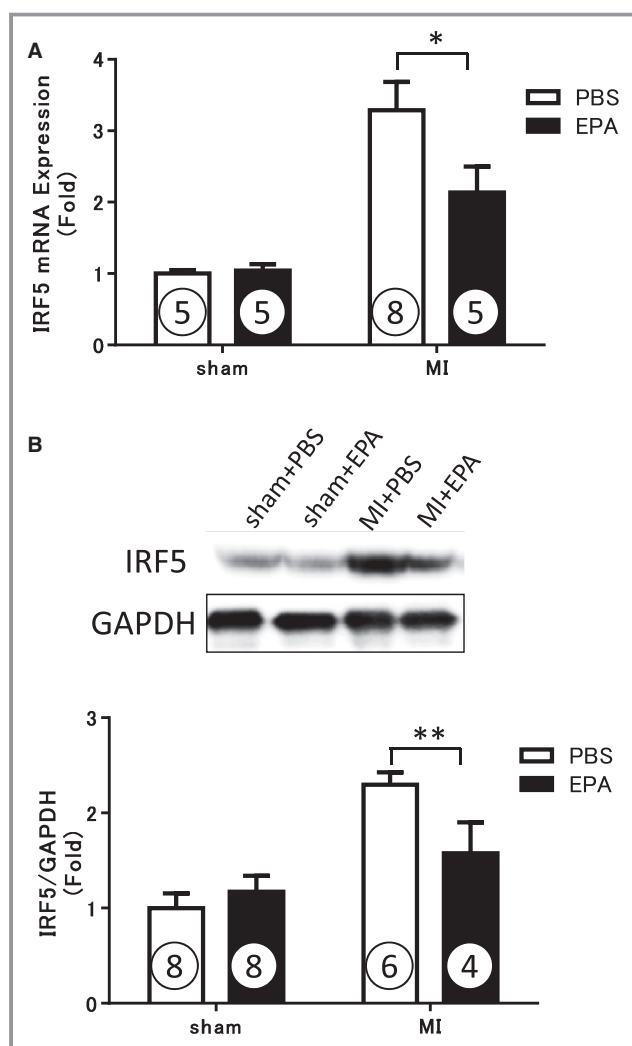 A
*
IRF5 mRNA Expression
(Fold)
4
3
2
1
0
PBS
EPA
5
5
8
5
sham
MI
B
sham+PBS
sham+EPA
MI+PBS
MI+EPA
IRF5
GAPDH
**
IRF5/GAPDH
(Fold)
3
2
1
0
PBS
EPA
8
8
6
4
sham
MI